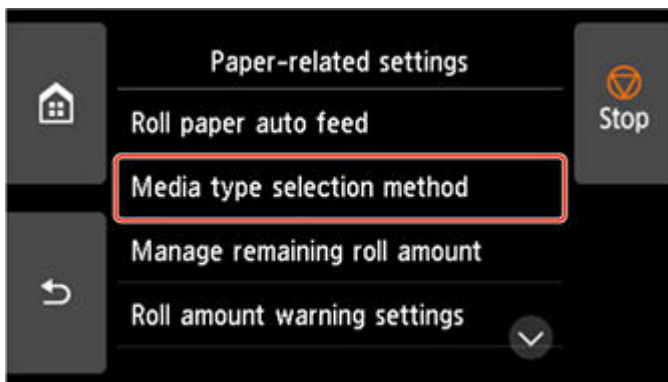 Paper-related settings
Roll paper auto feed
Stop
Media type selection method
Manage remaining roll amount
Roll amount warning settings